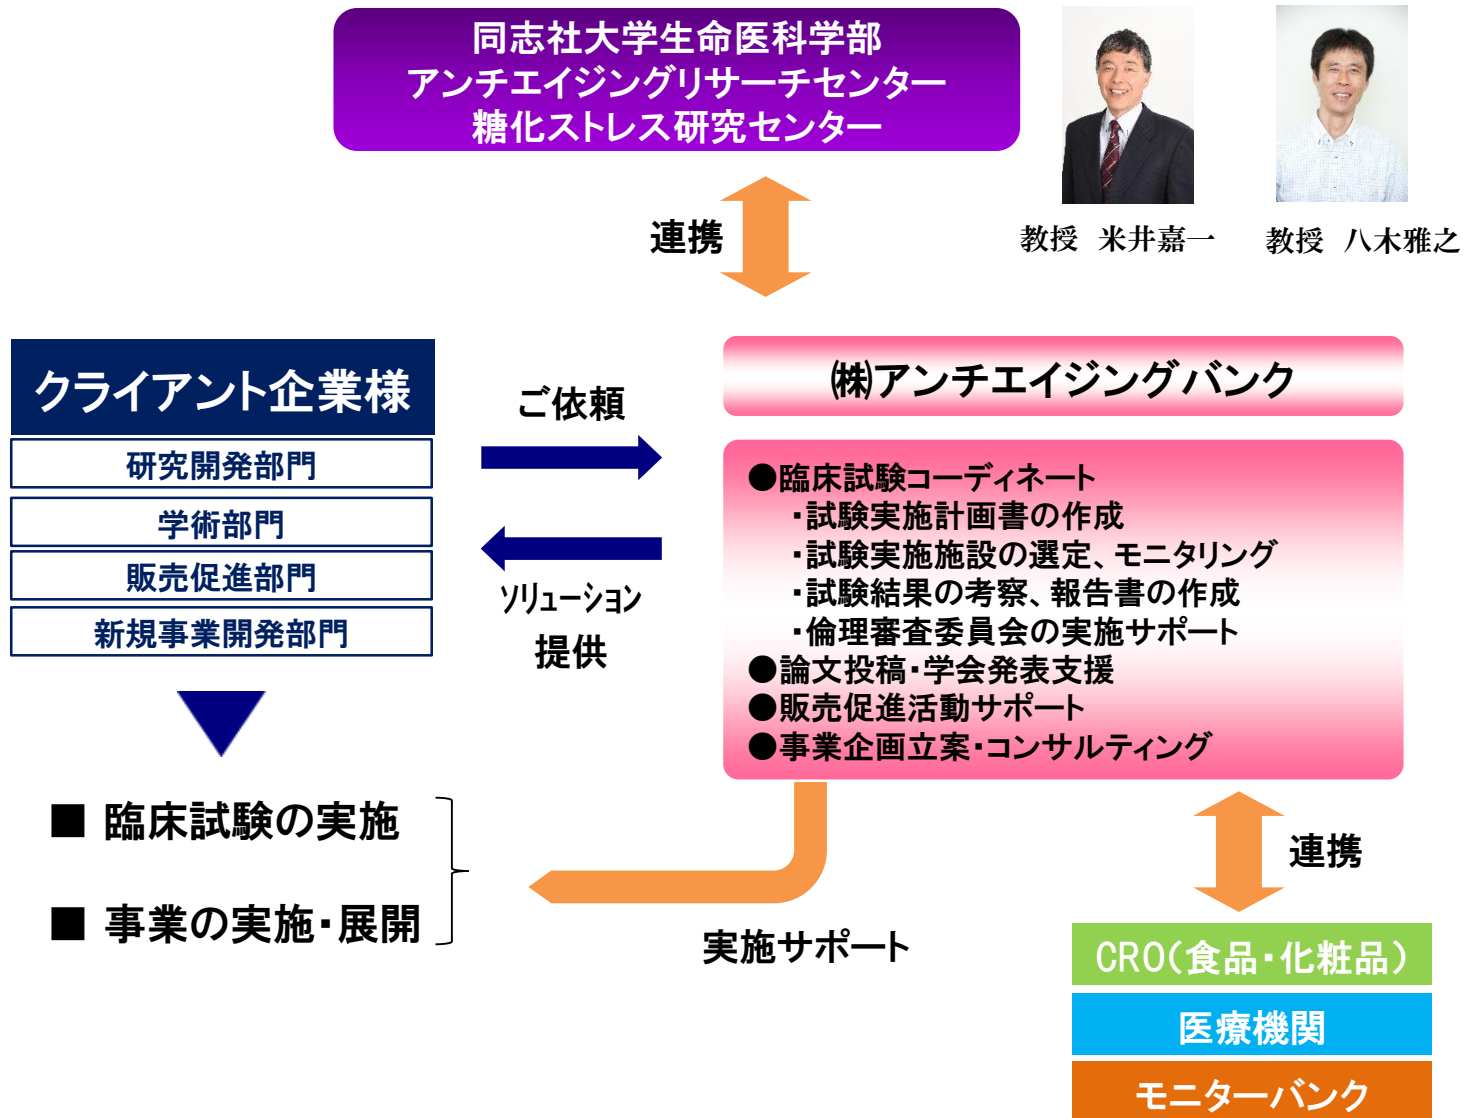 同志社大学生命医科学部
アンチエイジングリサーチセンター
糖化ストレス研究センター
教授　米井嘉一
教授　八木雅之
連携
クライアント企業様
研究開発部門
学術部門
販売促進部門
新規事業開発部門
ご依頼
ソリューション
提供
㈱アンチエイジングバンク
●臨床試験コーディネート
・試験実施計画書の作成
・試験実施施設の選定、モニタリング
・試験結果の考察、報告書の作成
・倫理審査委員会の実施サポート
●論文投稿・学会発表支援
●販売促進活動サポート
●事業企画立案・コンサルティング
■ 臨床試験の実施
■ 事業の実施・展開
実施サポート
連携
CRO(食品・化粧品)
医療機関
モニターバンク